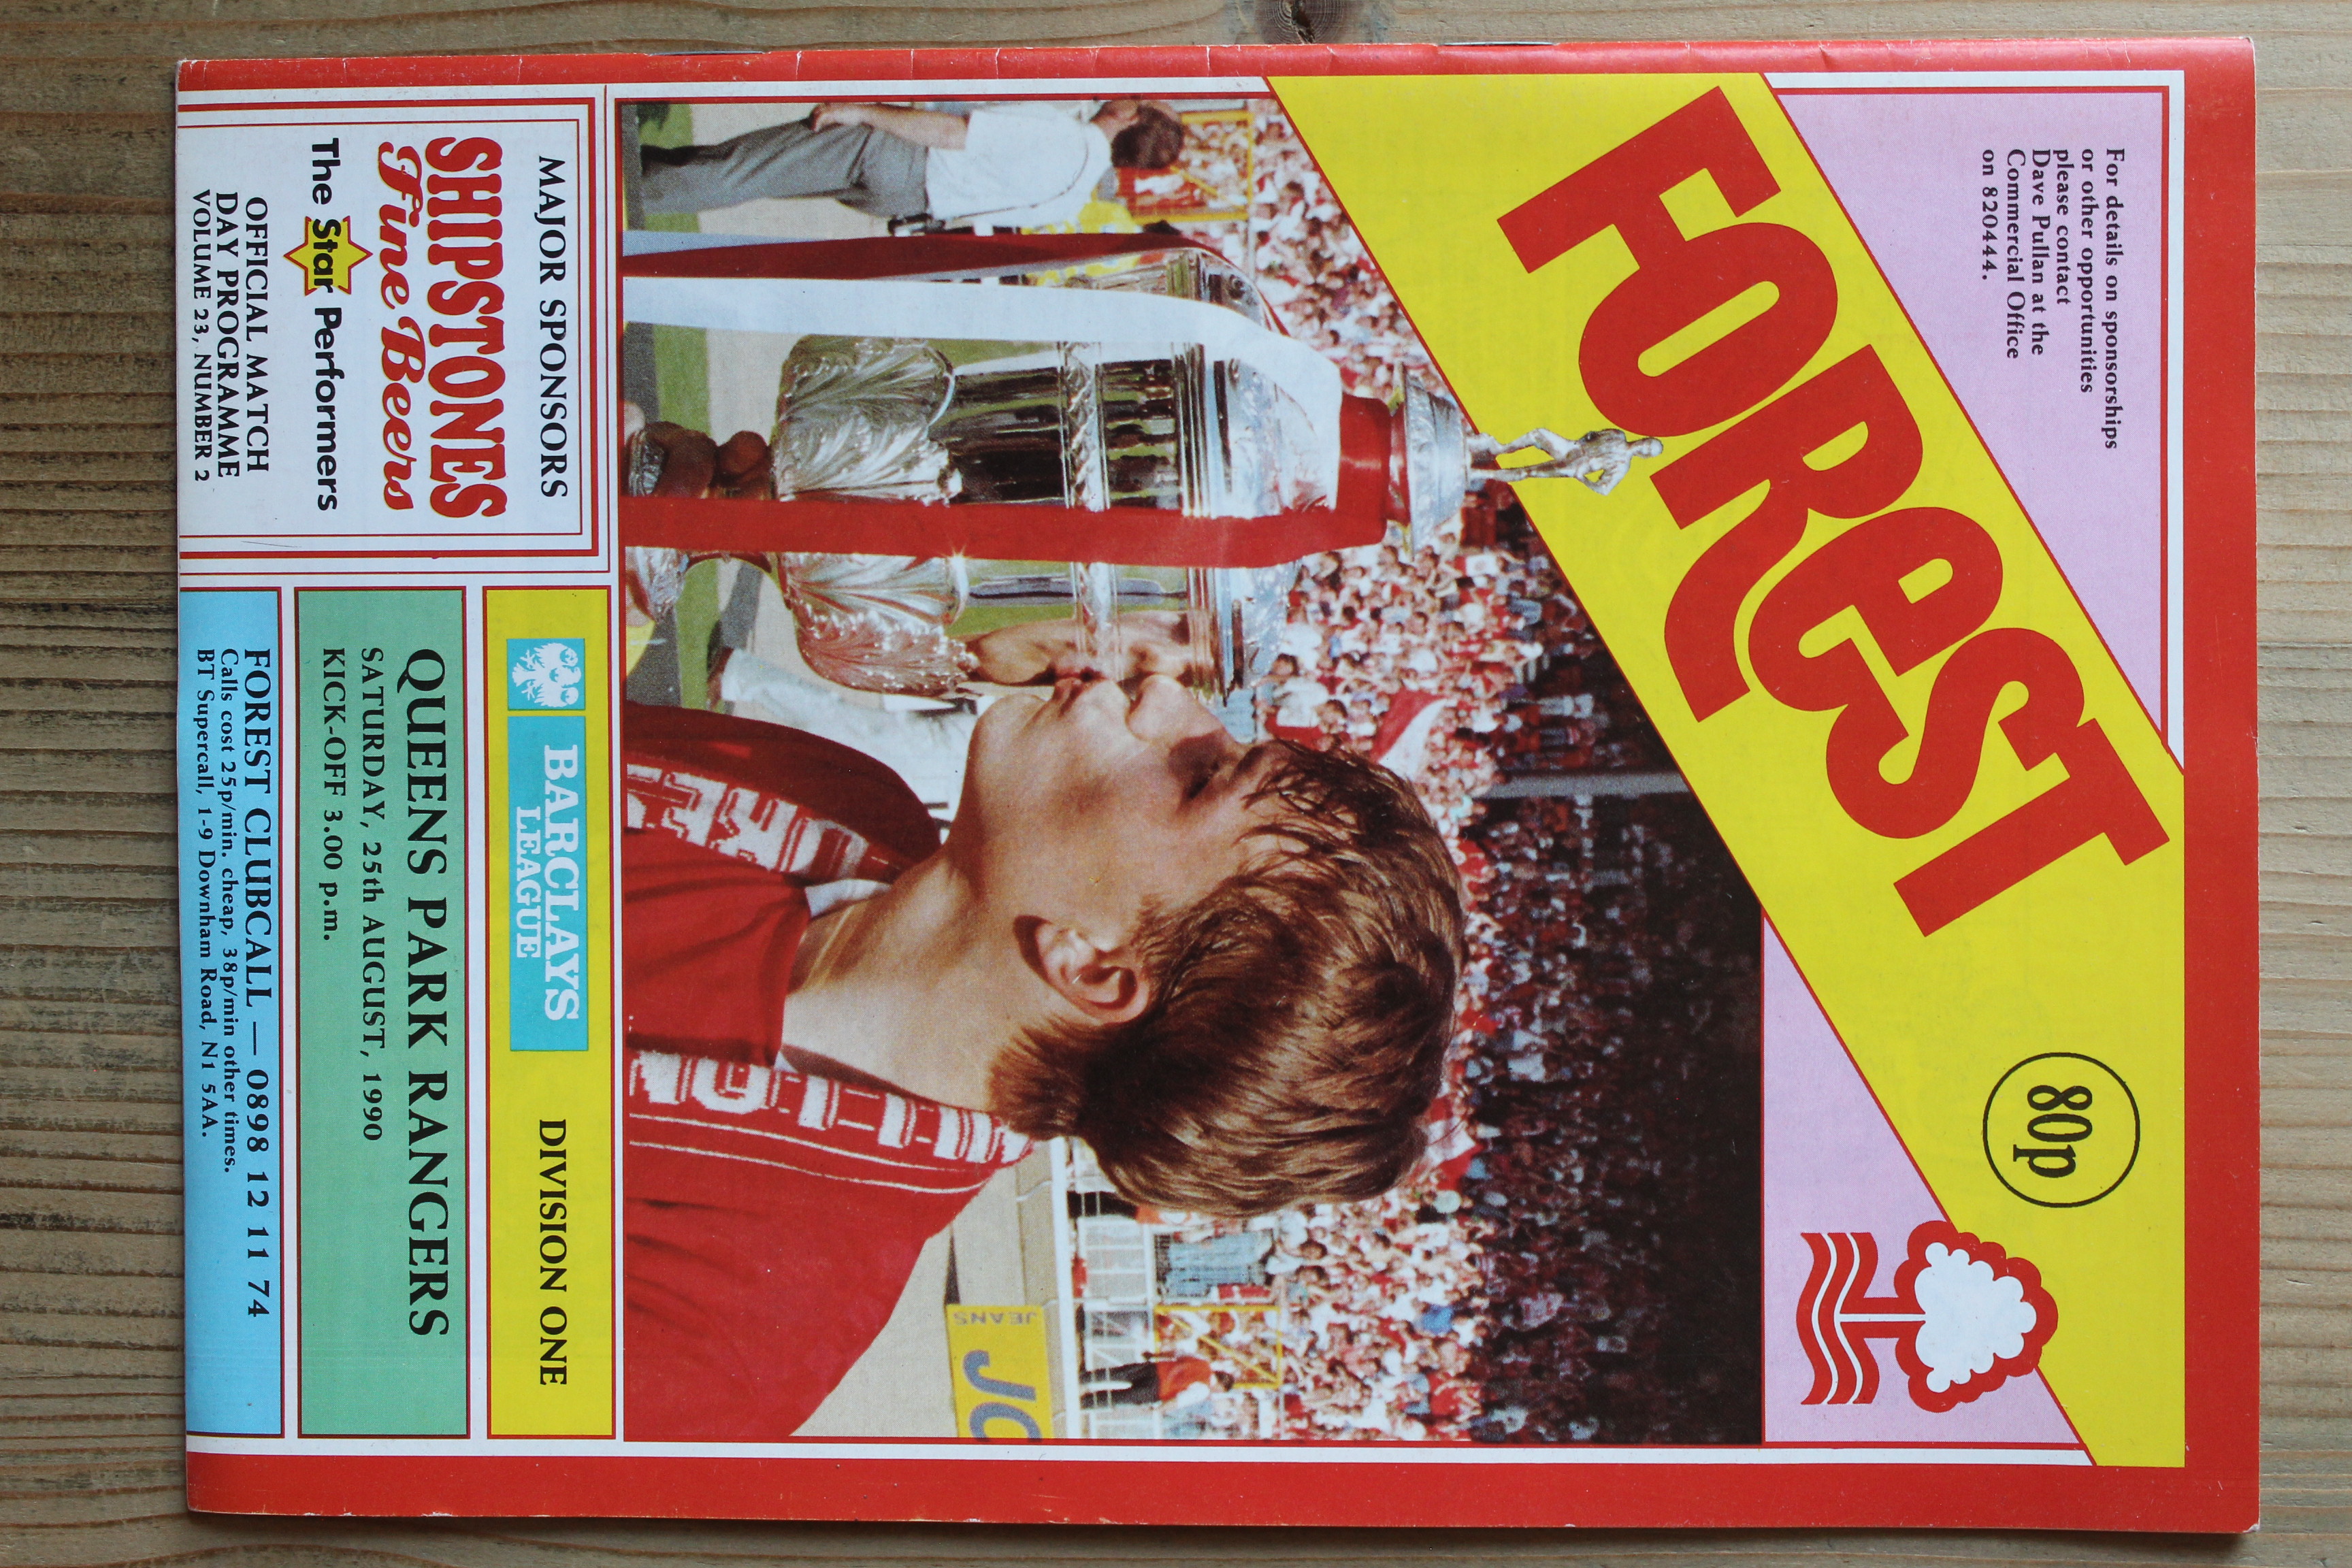 For details on sponsorships
or other opportunities
please contact
Dave Pullan at the
Commercial Office
on 820444.
FOReST
80p
JEANS
JO
MAJOR SPONSORS
SHIPSTONES
Fine Beers
The Star Performers
OFFICIAL MATCH
DAY PROGRAMME
VOLUME 23, NUMBER 2
BARCLAYS
LEAGUE
DIVISION ONE
QUEENS PARK RANGERS
SATURDAY, 25th AUGUST, 1990
KICK-OFF 3.00 p.m.
FOREST CLUBCALL — 0898 12 11 74
Calls cost 25p/min. cheap, 38p/min other times.
BT Supercall, 1-9 Downham Road, N1 5AA.